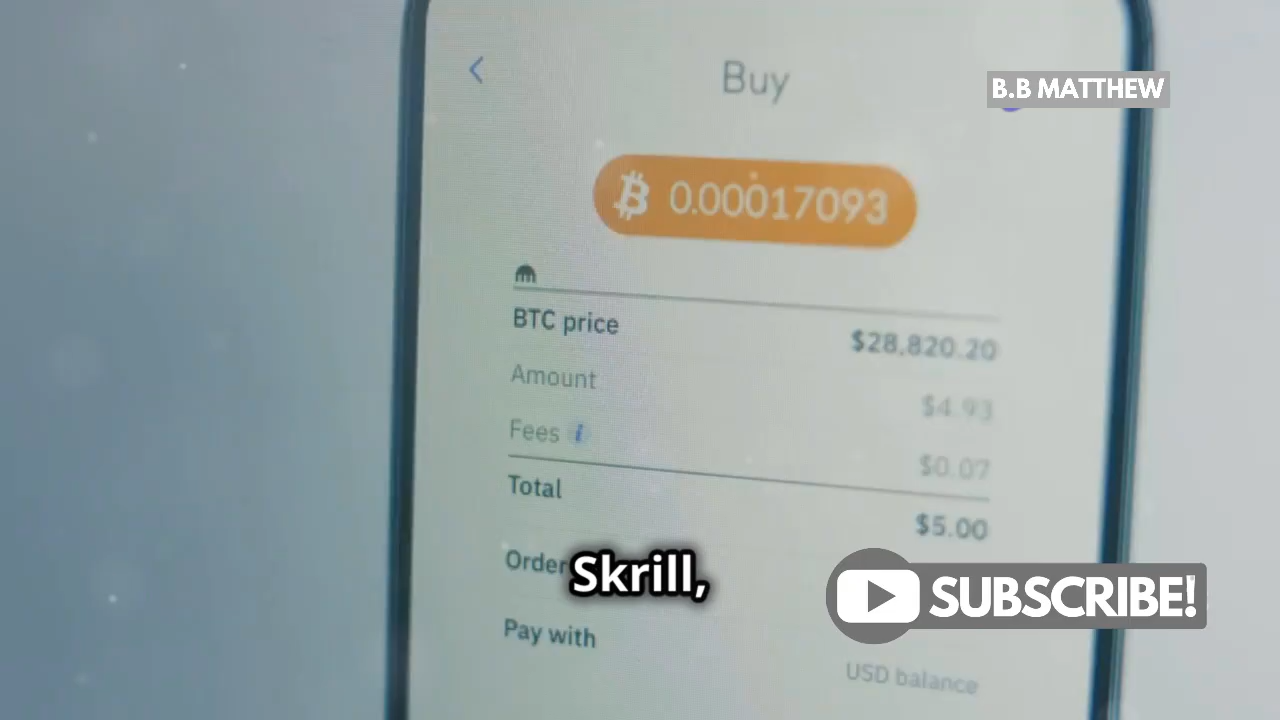 Buy
B.B MATTHEW
0.00017093
BTC price $28,820.20
Amount $4.93
Fees i $0.07
Total $5.00
Order
Skrill,
SUBSCRIBE!
Pay with
USD balance